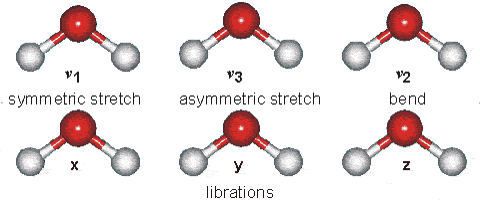 ν1 ν3 ν2
symmetric stretch asymmetric stretch bend
x y z
librations